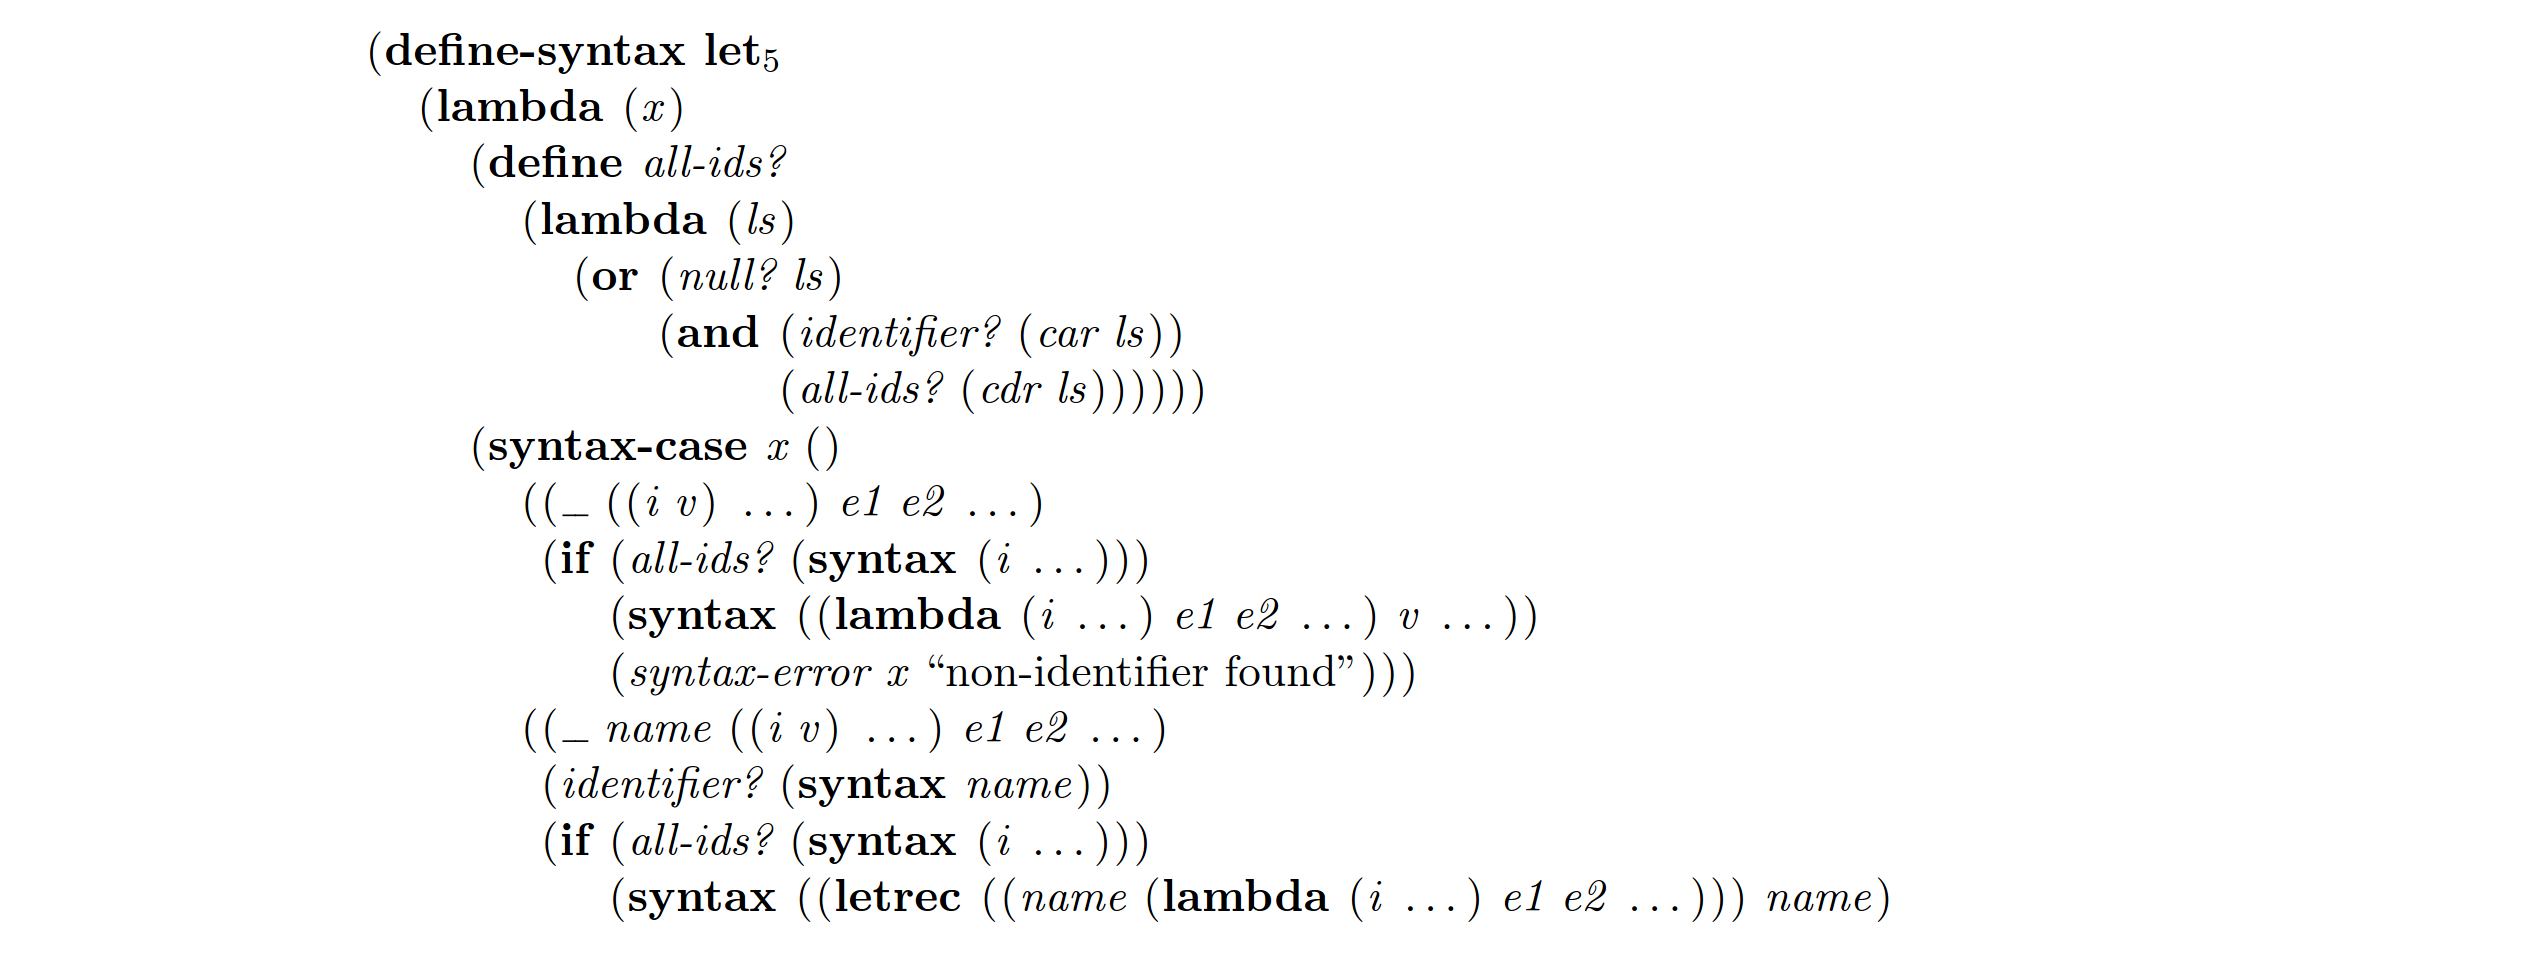 (define-syntax let₅
(lambda (x)
(define all-ids?
(lambda (ls)
(or (null? ls)
(and (identifier? (car ls))
(all-ids? (cdr ls))))))
(syntax-case x ()
((_ ((i v) ...) e1 e2 ...)
(if (all-ids? (syntax (i ...)))
(syntax ((lambda (i ...) e1 e2 ...) v ...))
(syntax-error x “non-identifier found”)))
((_ name ((i v) ...) e1 e2 ...)
(identifier? (syntax name))
(if (all-ids? (syntax (i ...)))
(syntax ((letrec ((name (lambda (i ...) e1 e2 ...))) name)